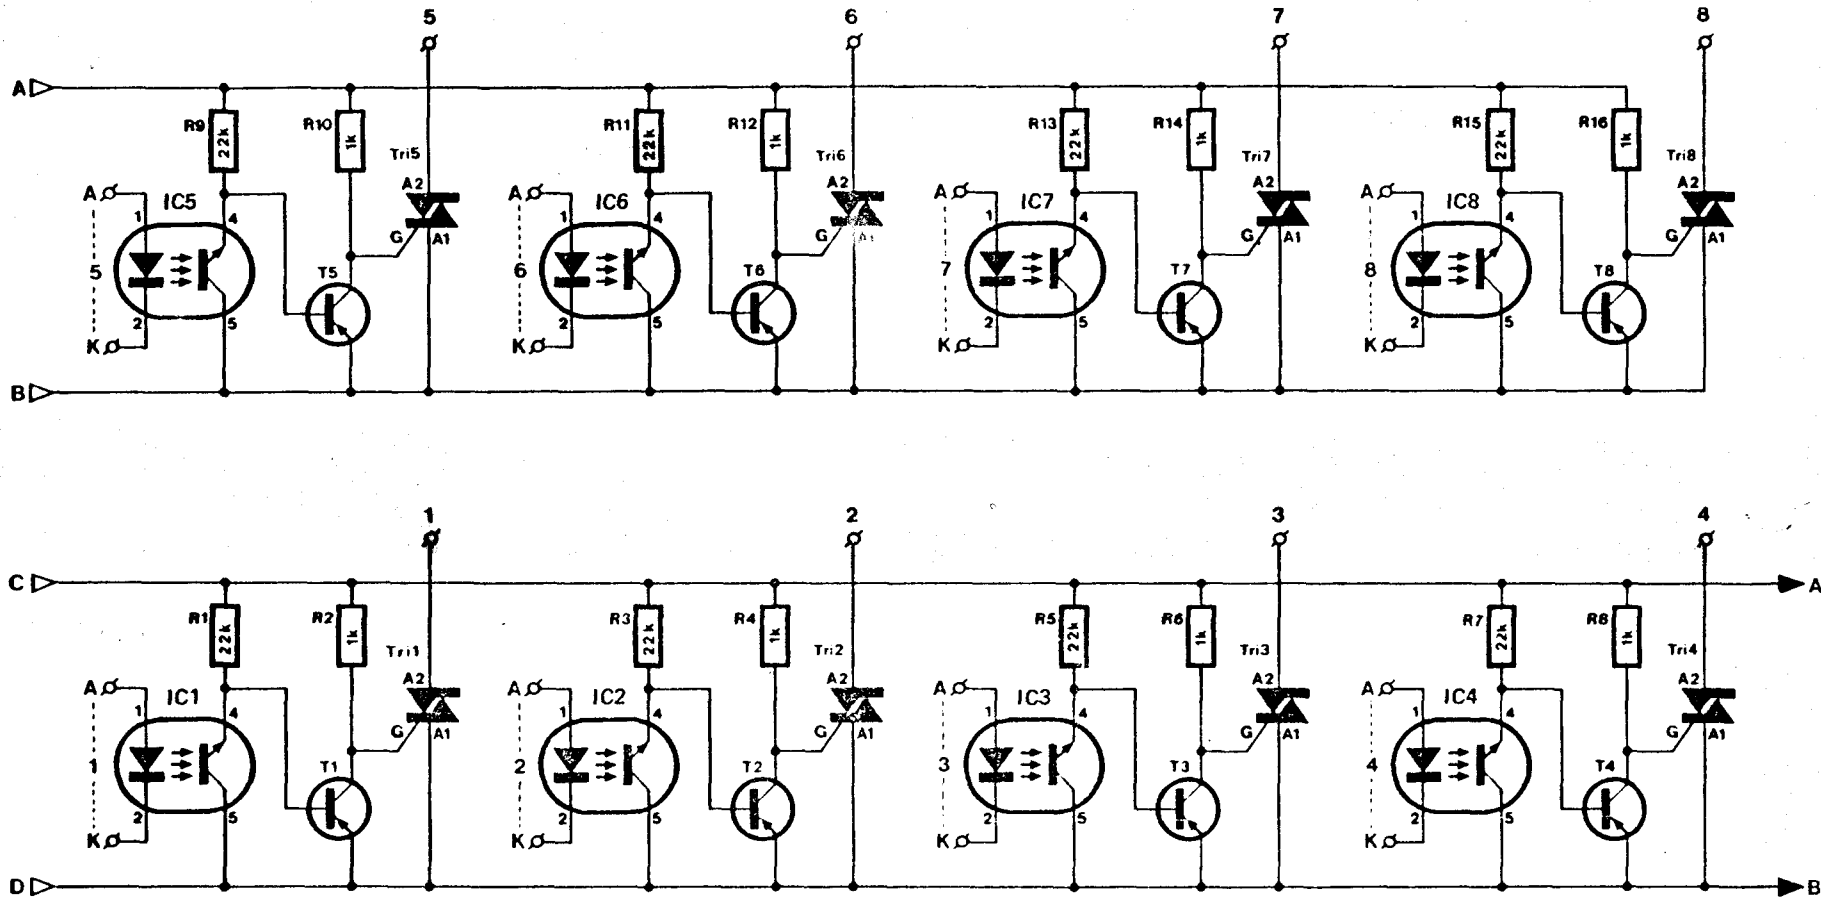 5 6 7 8
A
R9 22k R10 1k R11 22k R12 1k R13 22k R14 1k R15 22k R16 1k
Tri5 Tri6 Tri7 Tri8
A IC5 A2 A IC6 A2 A IC7 A2 A IC8 A2
1 4 G A1 1 4 G A1 1 4 G A1 1 4 G A1
5 T5 6 T6 7 T7 8 T8
2 5 2 5 2 5 2 5
K K K K
B
1 2 3 4
C A
R1 22k R2 1k R3 22k R4 1k R5 22k R6 1k R7 22k R8 1k
Tri1 Tri2 Tri3 Tri4
A IC1 A2 A IC2 A2 A IC3 A2 A IC4 A2
1 4 G A1 1 4 G A1 1 4 G A1 1 4 G A1
1 T1 2 T2 3 T3 4 T4
2 5 2 5 2 5 2 5
K K K K
D B